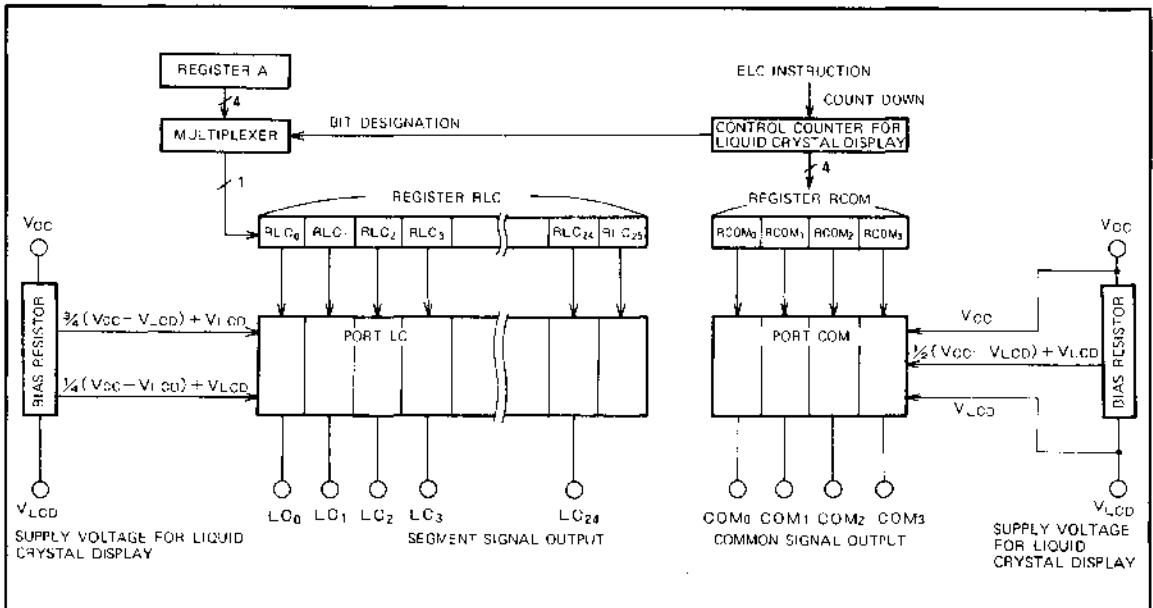 REGISTER A
4
MULTIPLEXER
BIT DESIGNATION
ELC INSTRUCTION
COUNT DOWN
CONTROL COUNTER FOR
LIQUID CRYSTAL DISPLAY
4
1
REGISTER RLC
REGISTER RCOM
RLC₀ RLC₁ RLC₂ RLC₃ RLC₂₄ RLC₂₅
RCOM₀ RCOM₁ RCOM₂ RCOM₃
VCC
BIAS RESISTOR
¾(VCC−VLCD)+VLCD
¼(VCC−VLCD)+VLCD
VLCD
SUPPLY VOLTAGE FOR LIQUID
CRYSTAL DISPLAY
PORT LC
LC₀ LC₁ LC₂ LC₃ LC₂₄
SEGMENT SIGNAL OUTPUT
PORT COM
COM₀ COM₁ COM₂ COM₃
COMMON SIGNAL OUTPUT
VCC
VCC
½(VCC−VLCD)+VLCD
VLCD
BIAS RESISTOR
VLCD
SUPPLY VOLTAGE
FOR LIQUID
CRYSTAL DISPLAY